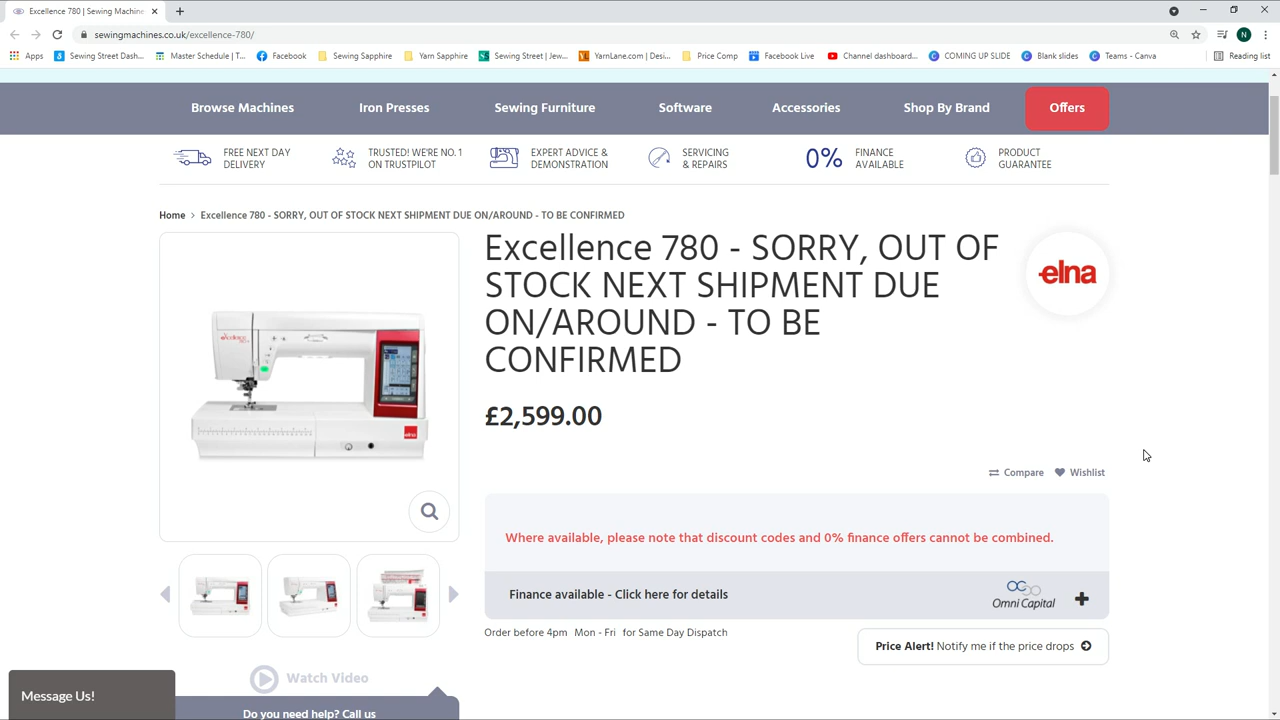 Excellence 780 | Sewing Machine
sewingmachines.co.uk/excellence-780/
N
Apps
Sewing Street Dash...
Master Schedule | T...
Facebook
Sewing Sapphire
Yarn Sapphire
Sewing Street | Jew...
YarnLane.com | Desi...
Price Comp
Facebook Live
Channel dashboard...
COMING UP SLIDE
Blank slides
Teams - Canva
Reading list
Browse Machines
Iron Presses
Sewing Furniture
Software
Accessories
Shop By Brand
Offers
FREE NEXT DAY
DELIVERY
TRUSTED! WE'RE NO. 1
ON TRUSTPILOT
EXPERT ADVICE &
DEMONSTRATION
SERVICING
& REPAIRS
0%
FINANCE
AVAILABLE
PRODUCT
GUARANTEE
Home > Excellence 780 - SORRY, OUT OF STOCK NEXT SHIPMENT DUE ON/AROUND - TO BE CONFIRMED
Excellence 780 - SORRY, OUT OF
STOCK NEXT SHIPMENT DUE
ON/AROUND - TO BE
CONFIRMED
elna
£2,599.00
elna
Compare
Wishlist
Where available, please note that discount codes and 0% finance offers cannot be combined.
Finance available - Click here for details
Omni Capital
Order before 4pm Mon - Fri for Same Day Dispatch
Price Alert! Notify me if the price drops
Watch Video
Message Us!
Do you need help? Call us